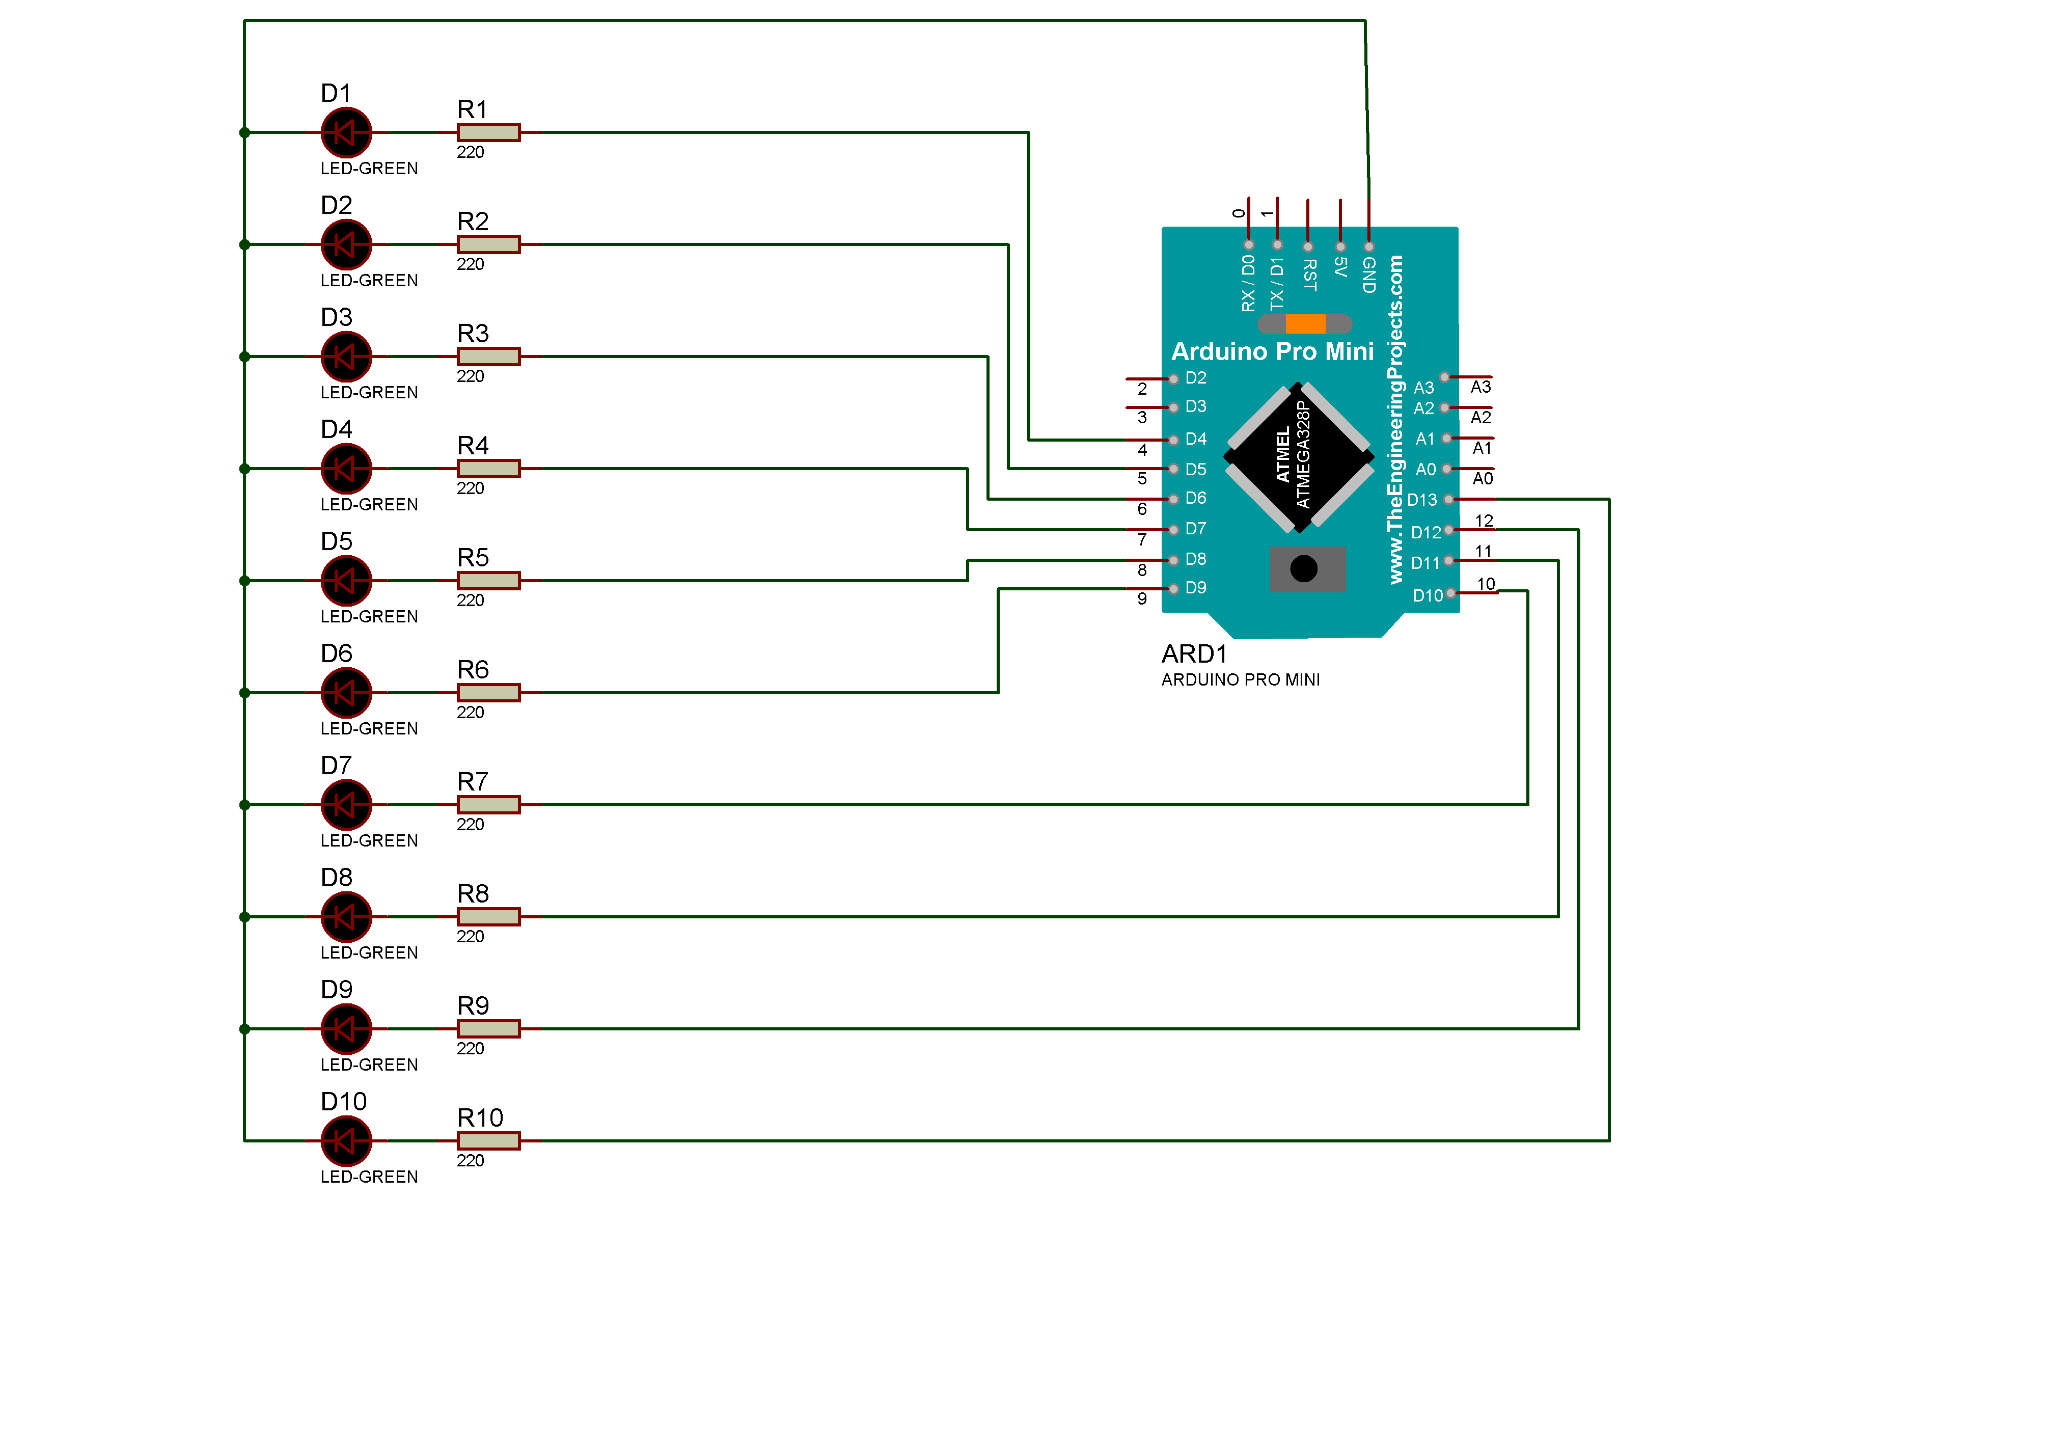 D1
LED-GREEN
R1
220
D2
LED-GREEN
R2
220
D3
LED-GREEN
R3
220
D4
LED-GREEN
R4
220
D5
LED-GREEN
R5
220
D6
LED-GREEN
R6
220
D7
LED-GREEN
R7
220
D8
LED-GREEN
R8
220
D9
LED-GREEN
R9
220
D10
LED-GREEN
R10
220
0
1
RX / D0
TX / D1
RST
5V
GND
Arduino Pro Mini
www.TheEngineeringProjects.com
ATMEL
ATMEGA328P
2
D2
3
D3
4
D4
5
D5
6
D6
7
D7
8
D8
9
D9
A3
A3
A2
A2
A1
A1
A0
A0
D13
D12
12
D11
11
D10
10
ARD1
ARDUINO PRO MINI